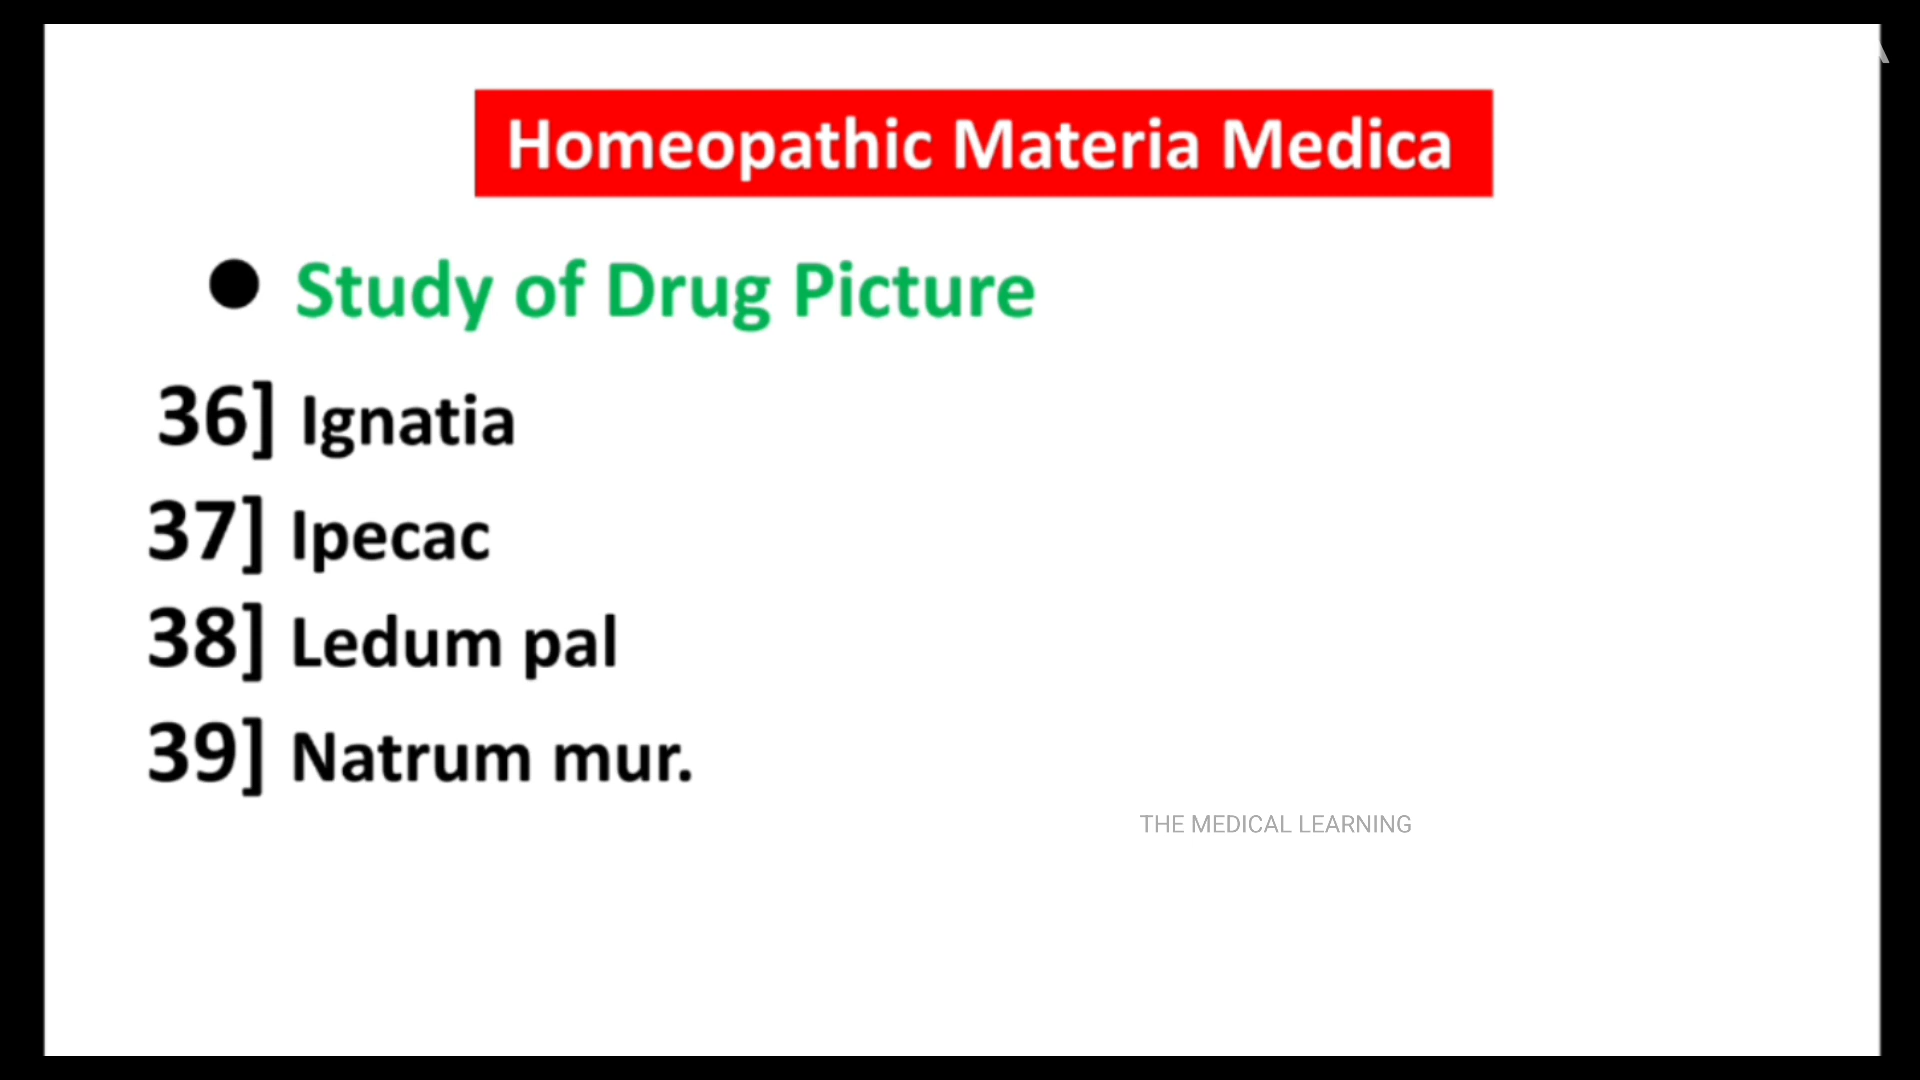 Homeopathic Materia Medica
● Study of Drug Picture
36] Ignatia
37] Ipecac
38] Ledum pal
39] Natrum mur.
THE MEDICAL LEARNING